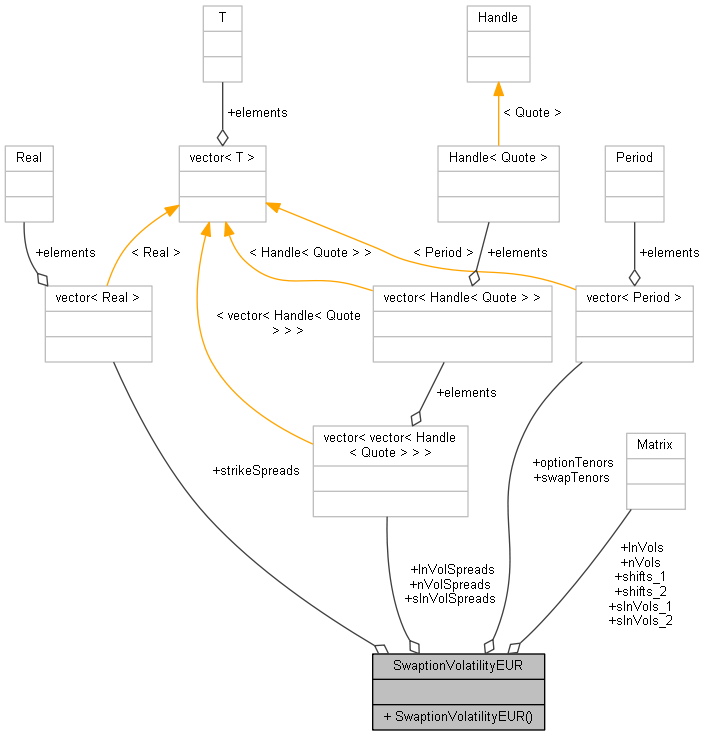 T
Handle
+elements
< Quote >
Real
vector< T >
Handle< Quote >
Period
+elements
< Real >
< Handle< Quote > >
< Period >
+elements
+elements
vector< Real >
vector< Handle< Quote > >
vector< Period >
< vector< Handle< Quote
> > >
+elements
vector< vector< Handle
< Quote > > >
Matrix
+strikeSpreads
+optionTenors
+swapTenors
+lnVolSpreads
+nVolSpreads
+slnVolSpreads
+lnVols
+nVols
+shifts_1
+shifts_2
+slnVols_1
+slnVols_2
SwaptionVolatilityEUR
+ SwaptionVolatilityEUR()